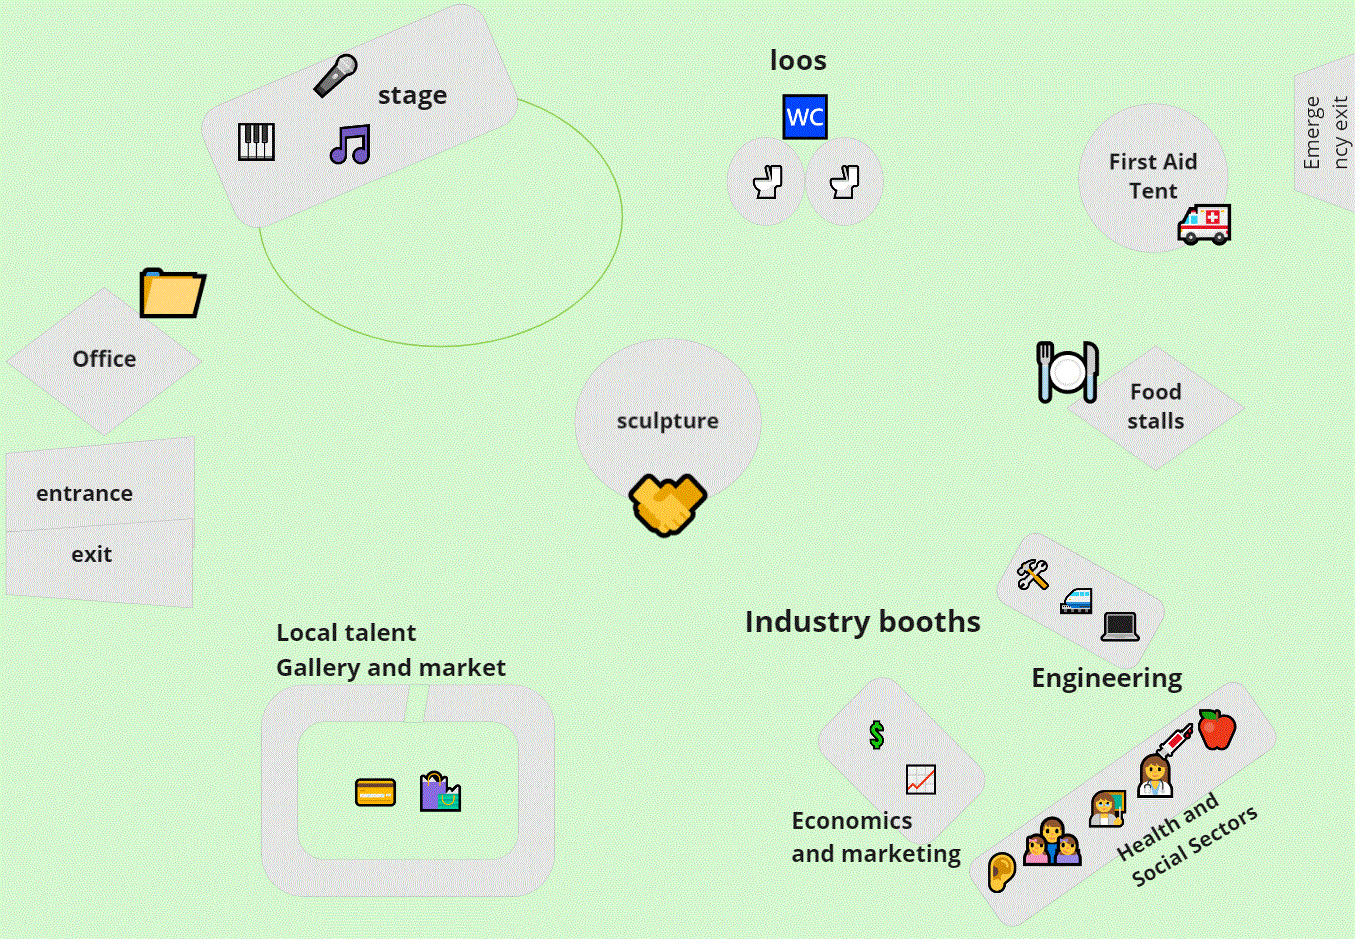 loos
WC
stage
Emerge
ncy exit
First Aid
Tent
Office
Food
stalls
sculpture
entrance
exit
Local talent
Gallery and market
Industry booths
Engineering
$
Economics
and marketing
Health and
Social Sectors